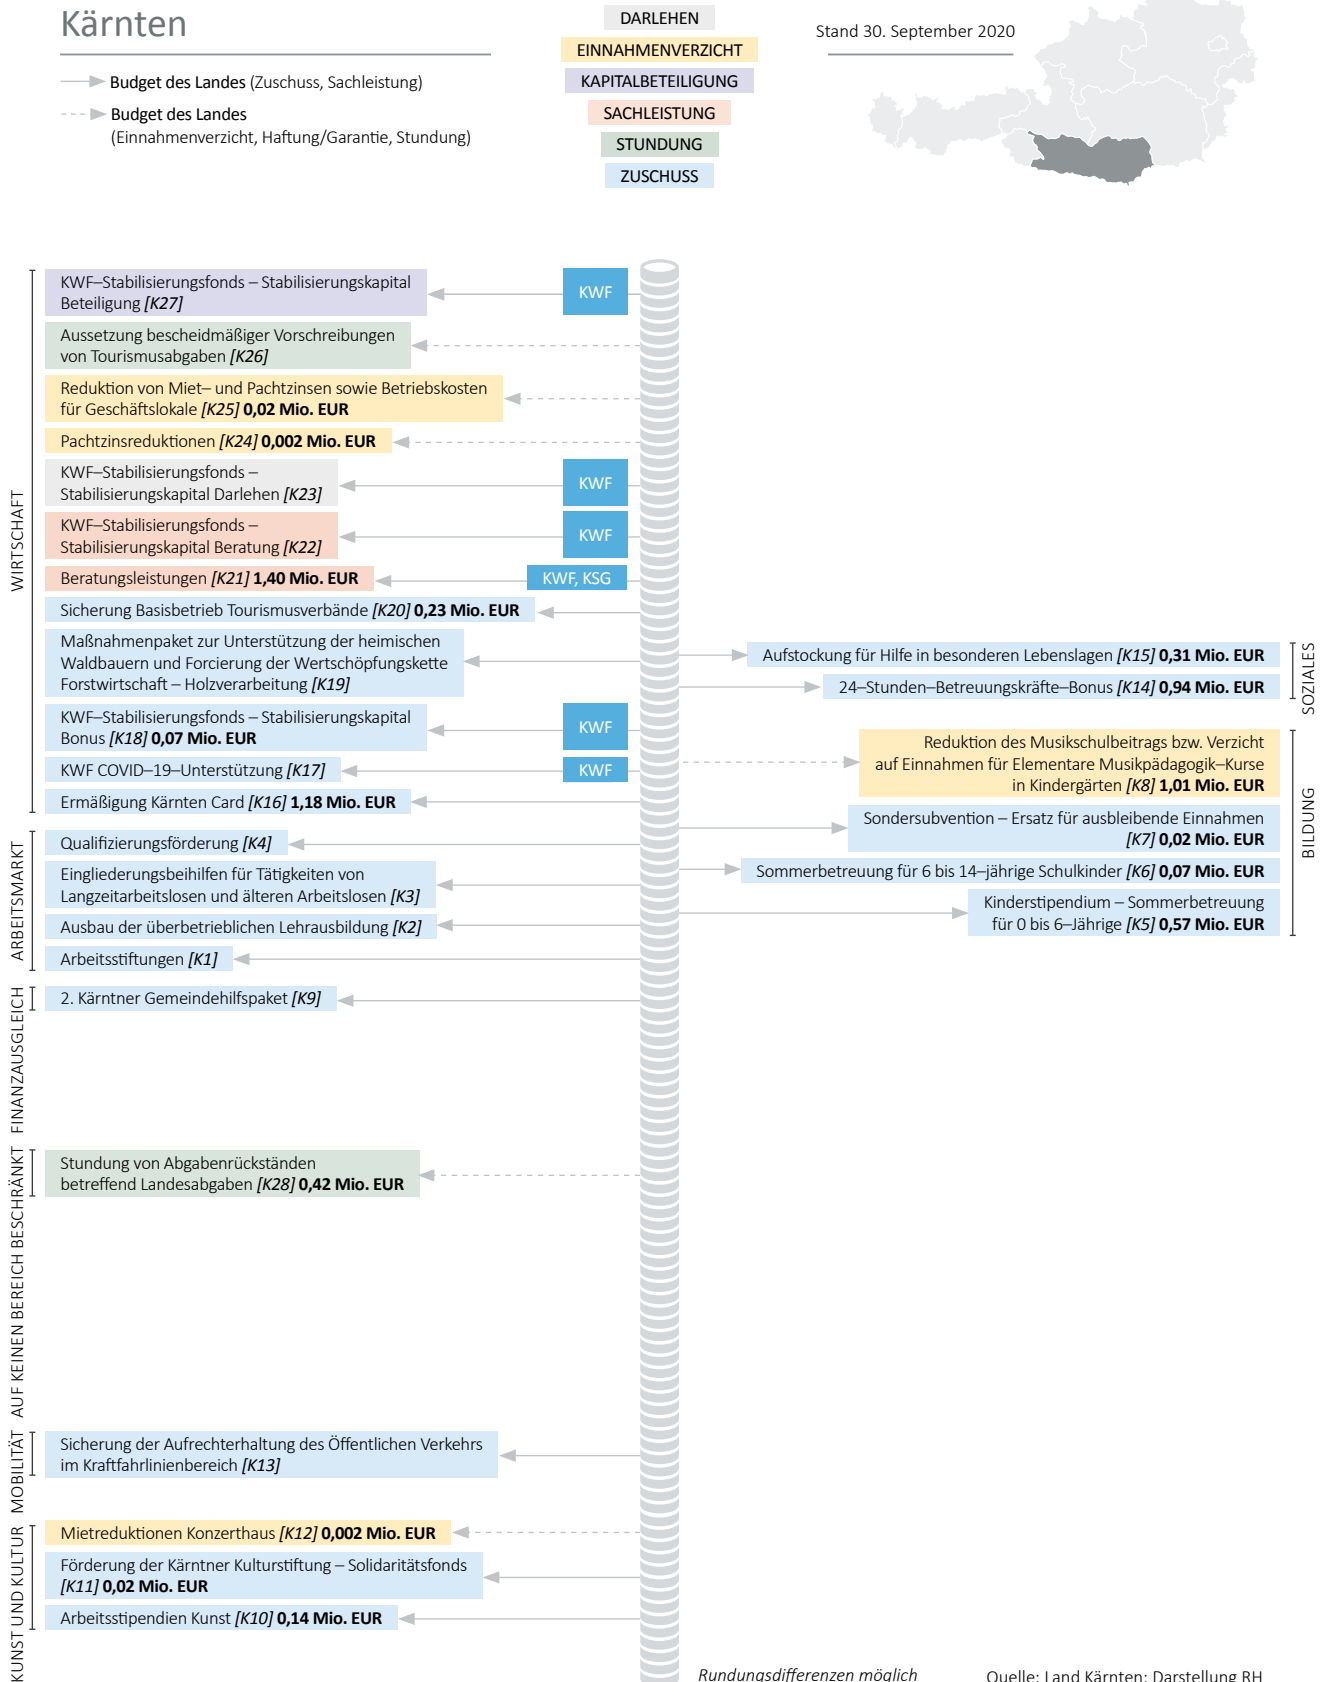 Kärnten
Budget des Landes (Zuschuss, Sachleistung)
Budget des Landes
(Einnahmenverzicht, Haftung/Garantie, Stundung)
DARLEHEN
EINNAHMENVERZICHT
KAPITALBETEILIGUNG
SACHLEISTUNG
STUNDUNG
ZUSCHUSS
Stand 30. September 2020
WIRTSCHAFT
KWF–Stabilisierungsfonds – Stabilisierungskapital
Beteiligung [K27]
KWF
Aussetzung bescheidmäßiger Vorschreibungen
von Tourismusabgaben [K26]
Reduktion von Miet– und Pachtzinsen sowie Betriebskosten
für Geschäftslokale [K25] 0,02 Mio. EUR
Pachtzinsreduktionen [K24] 0,002 Mio. EUR
KWF–Stabilisierungsfonds –
Stabilisierungskapital Darlehen [K23]
KWF
KWF–Stabilisierungsfonds –
Stabilisierungskapital Beratung [K22]
KWF
Beratungsleistungen [K21] 1,40 Mio. EUR
KWF, KSG
Sicherung Basisbetrieb Tourismusverbände [K20] 0,23 Mio. EUR
Maßnahmenpaket zur Unterstützung der heimischen
Waldbauern und Forcierung der Wertschöpfungskette
Forstwirtschaft – Holzverarbeitung [K19]
KWF–Stabilisierungsfonds – Stabilisierungskapital
Bonus [K18] 0,07 Mio. EUR
KWF
KWF COVID–19–Unterstützung [K17]
KWF
Ermäßigung Kärnten Card [K16] 1,18 Mio. EUR
ARBEITSMARKT
Qualifizierungsförderung [K4]
Eingliederungsbeihilfen für Tätigkeiten von
Langzeitarbeitslosen und älteren Arbeitslosen [K3]
Ausbau der überbetrieblichen Lehrausbildung [K2]
Arbeitsstiftungen [K1]
FINANZAUSGLEICH
2. Kärntner Gemeindehilfspaket [K9]
AUF KEINEN BEREICH BESCHRÄNKT
Stundung von Abgabenrückständen
betreffend Landesabgaben [K28] 0,42 Mio. EUR
MOBILITÄT
Sicherung der Aufrechterhaltung des Öffentlichen Verkehrs
im Kraftfahrlinienbereich [K13]
KUNST UND KULTUR
Mietreduktionen Konzerthaus [K12] 0,002 Mio. EUR
Förderung der Kärntner Kulturstiftung – Solidaritätsfonds
[K11] 0,02 Mio. EUR
Arbeitsstipendien Kunst [K10] 0,14 Mio. EUR
SOZIALES
Aufstockung für Hilfe in besonderen Lebenslagen [K15] 0,31 Mio. EUR
24–Stunden–Betreuungskräfte–Bonus [K14] 0,94 Mio. EUR
BILDUNG
Reduktion des Musikschulbeitrags bzw. Verzicht
auf Einnahmen für Elementare Musikpädagogik–Kurse
in Kindergärten [K8] 1,01 Mio. EUR
Sondersubvention – Ersatz für ausbleibende Einnahmen
[K7] 0,02 Mio. EUR
Sommerbetreuung für 6 bis 14–jährige Schulkinder [K6] 0,07 Mio. EUR
Kinderstipendium – Sommerbetreuung
für 0 bis 6–Jährige [K5] 0,57 Mio. EUR
Rundungsdifferenzen möglich
Quelle: Land Kärnten; Darstellung RH